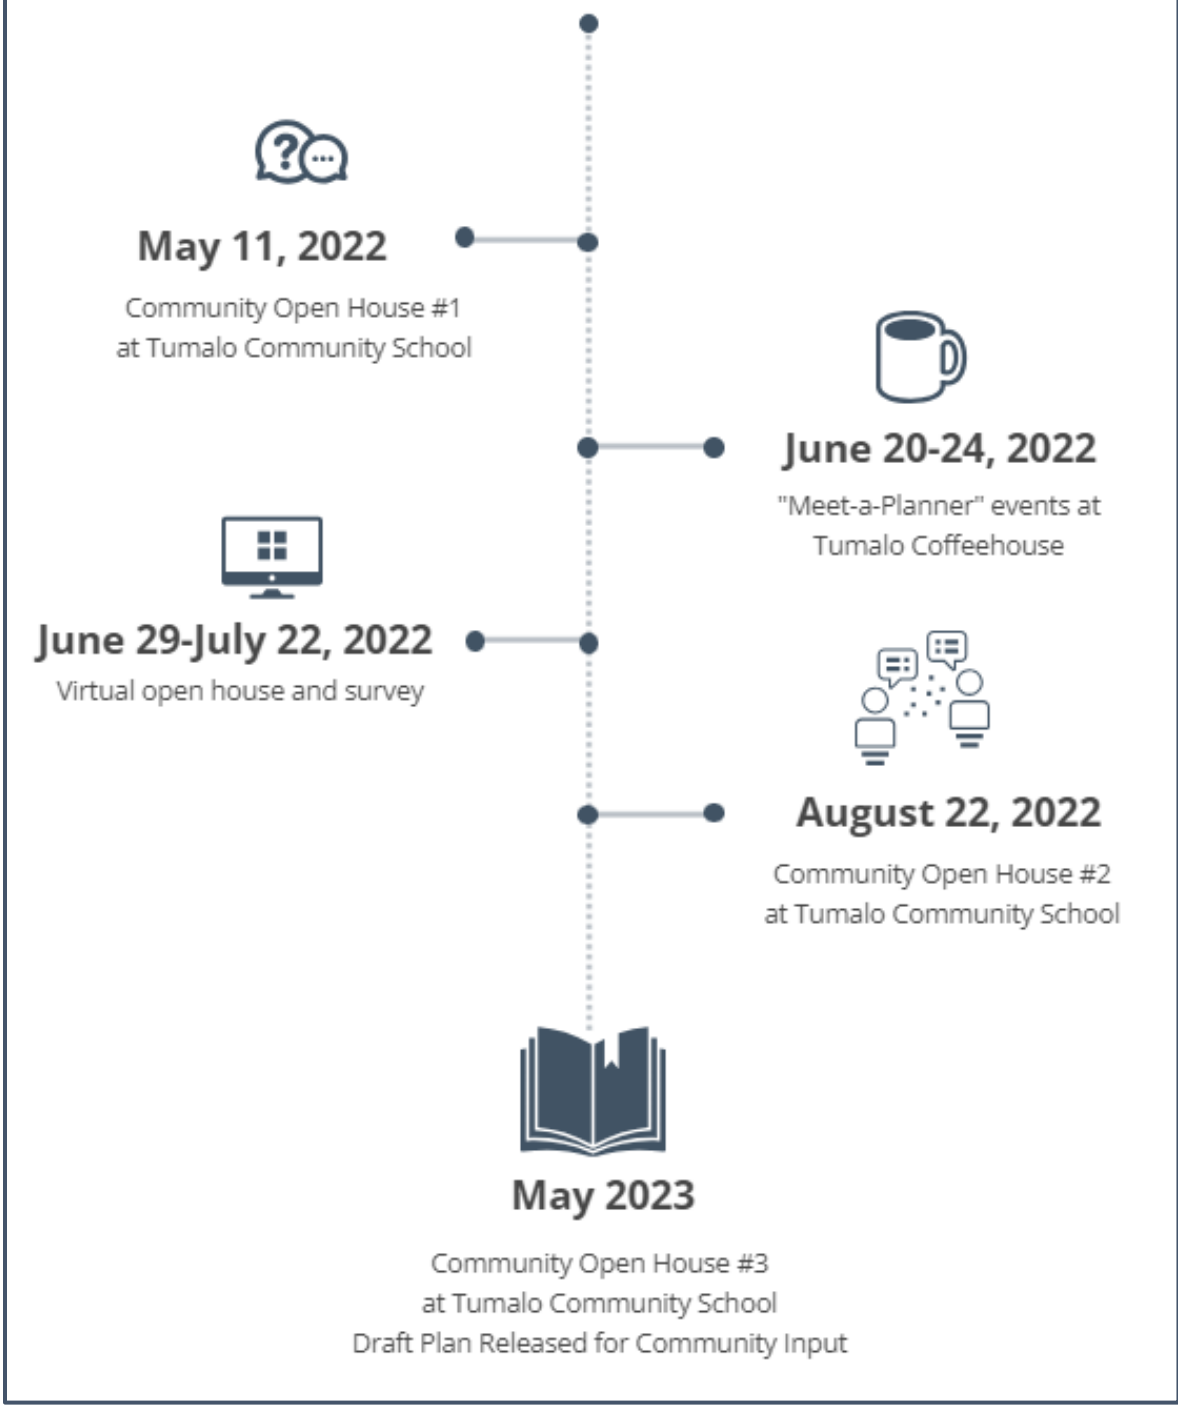 May 11, 2022
Community Open House #1
at Tumalo Community School
June 20-24, 2022
"Meet-a-Planner" events at
Tumalo Coffeehouse
June 29-July 22, 2022
Virtual open house and survey
August 22, 2022
Community Open House #2
at Tumalo Community School
May 2023
Community Open House #3
at Tumalo Community School
Draft Plan Released for Community Input